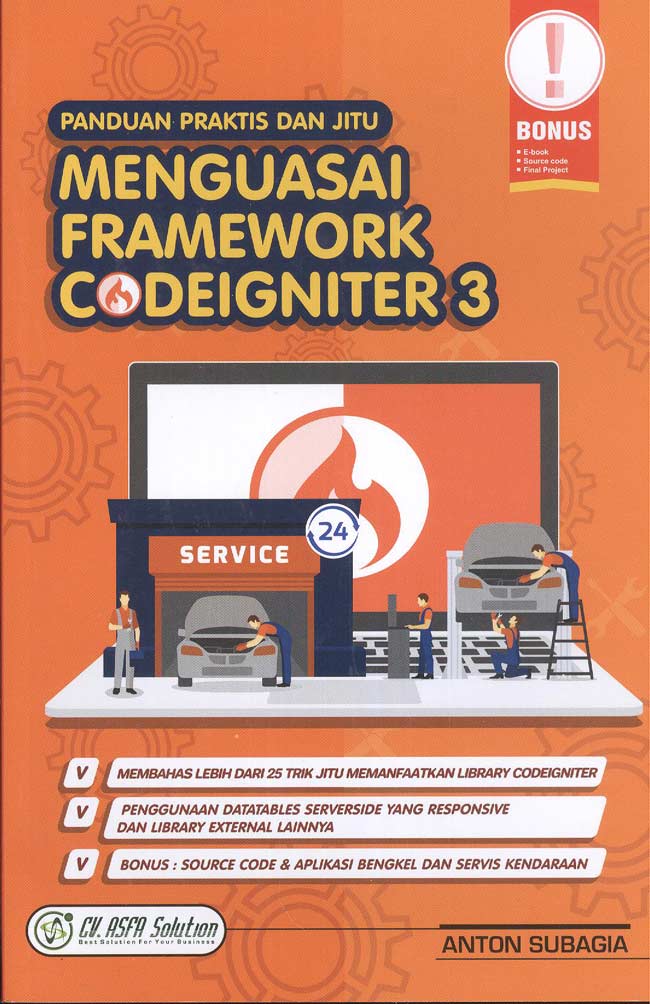 BONUS
E-book
Source code
Final Project
PANDUAN PRAKTIS DAN JITU
MENGUASAI
FRAMEWORK
CODEIGNITER 3
24
SERVICE
V MEMBAHAS LEBIH DARI 25 TRIK JITU MEMANFAATKAN LIBRARY CODEIGNITER
V PENGGUNAAN DATATABLES SERVERSIDE YANG RESPONSIVE
DAN LIBRARY EXTERNAL LAINNYA
V BONUS : SOURCE CODE & APLIKASI BENGKEL DAN SERVIS KENDARAAN
CV. ASFA Solution
Best Solution For Your Business
ANTON SUBAGIA